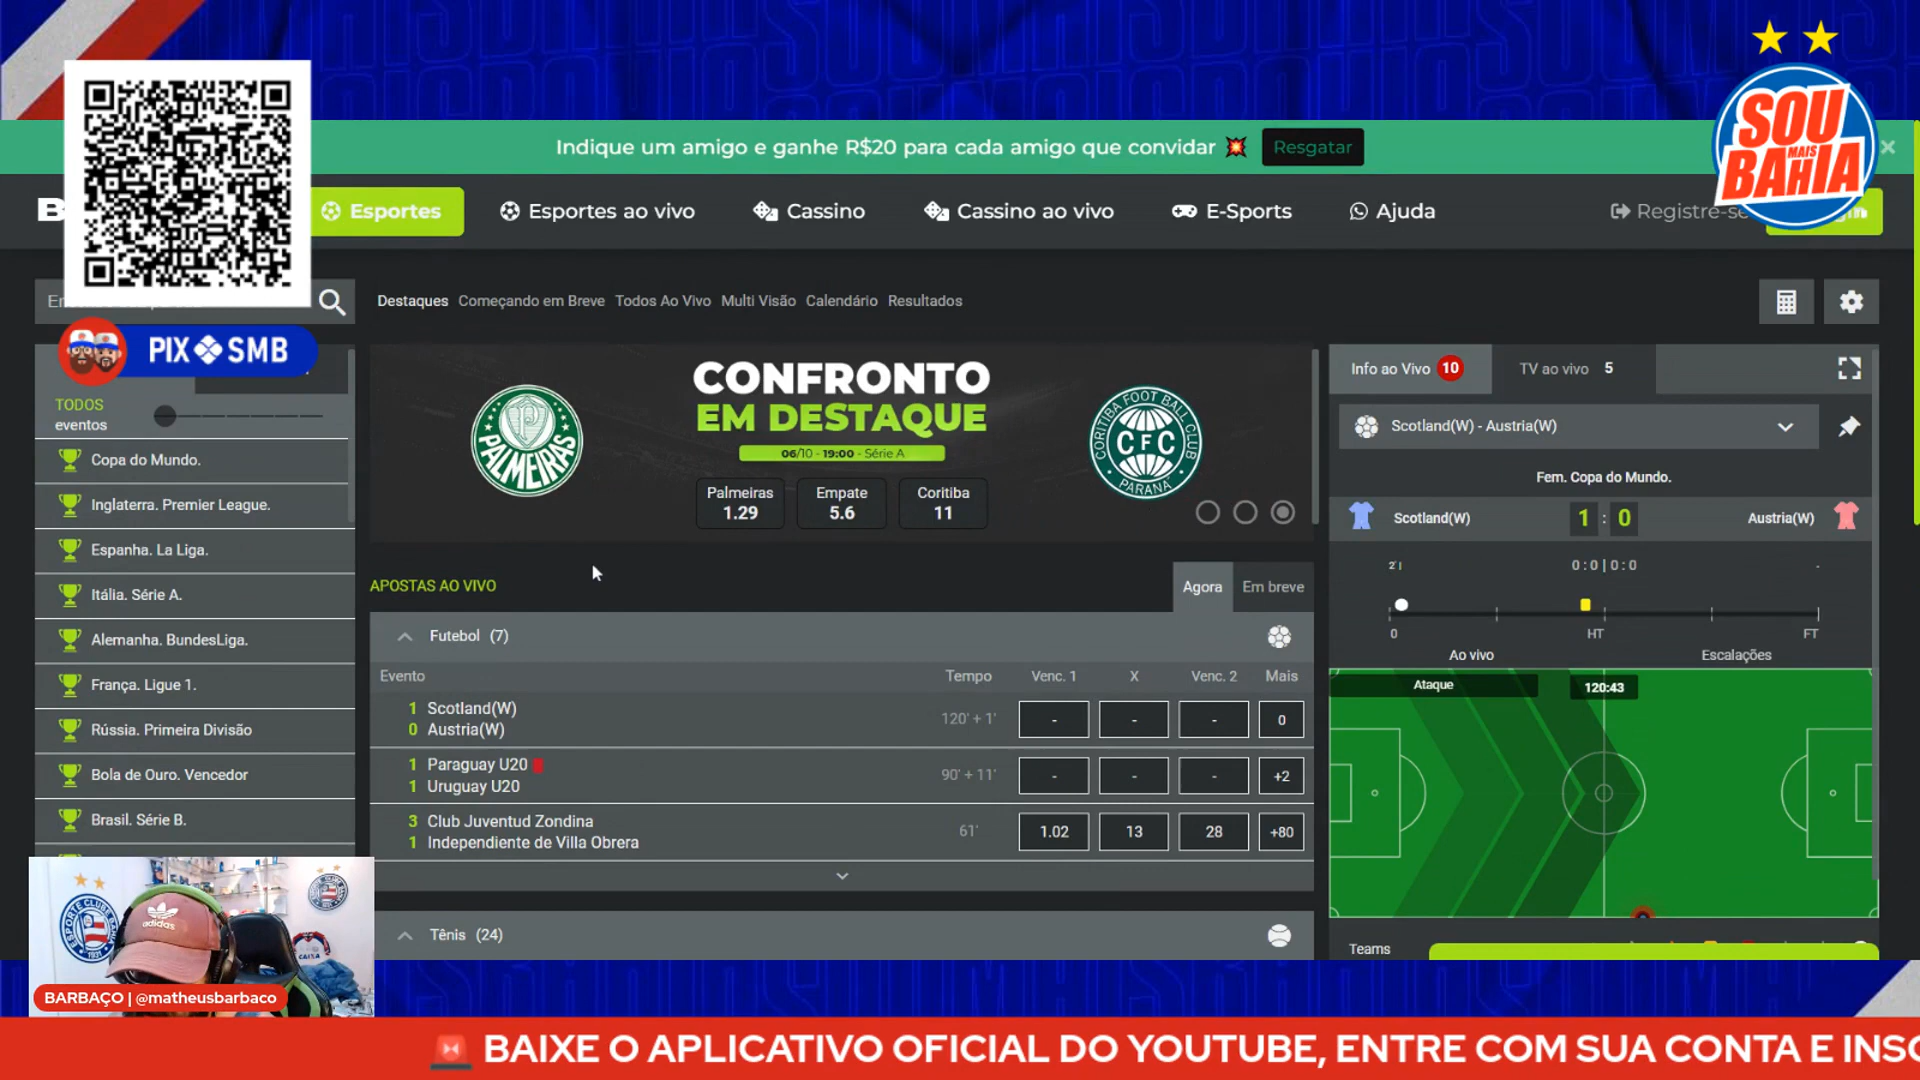 SOU
MAIS
BAHIA
Indique um amigo e ganhe R$20 para cada amigo que convidar 💥 Resgatar
Esportes
Esportes ao vivo
Cassino
Cassino ao vivo
E-Sports
Ajuda
Registre-se
Destaques Começando em Breve Todos Ao Vivo Multi Visão Calendário Resultados
PIX SMB
TODOS
eventos
Copa do Mundo.
Inglaterra. Premier League.
Espanha. La Liga.
Itália. Série A.
Alemanha. BundesLiga.
França. Ligue 1.
Rússia. Primeira Divisão
Bola de Ouro. Vencedor
Brasil. Série B.
CONFRONTO
EM DESTAQUE
06/10 - 19:00 - Série A
PALMEIRAS
CORITIBA FOOT BALL CLUB
CFC
PARANÁ
Palmeiras Empate Coritiba
1.29 5.6 11
APOSTAS AO VIVO
Agora Em breve
Futebol (7)
Evento Tempo Venc. 1 X Venc. 2 Mais
1 Scotland(W)
0 Austria(W)
120' + 1' - - - 0
1 Paraguay U20
1 Uruguay U20
90' + 11' - - - +2
3 Club Juventud Zondina
1 Independiente de Villa Obrera
61' 1.02 13 28 +80
Tênis (24)
Info ao Vivo 10 TV ao vivo 5
Scotland(W) - Austria(W)
Fem. Copa do Mundo.
Scotland(W) 1 : 0 Austria(W)
0 : 0 | 0 : 0 -
0 HT FT
Ao vivo Escalações
Ataque 120:43
Teams
ESPORTE CLUBE BAHIA
1931
adidas
CAIXA
BARBAÇO | @matheusbarbaco
BAIXE O APLICATIVO OFICIAL DO YOUTUBE, ENTRE COM SUA CONTA E INSC